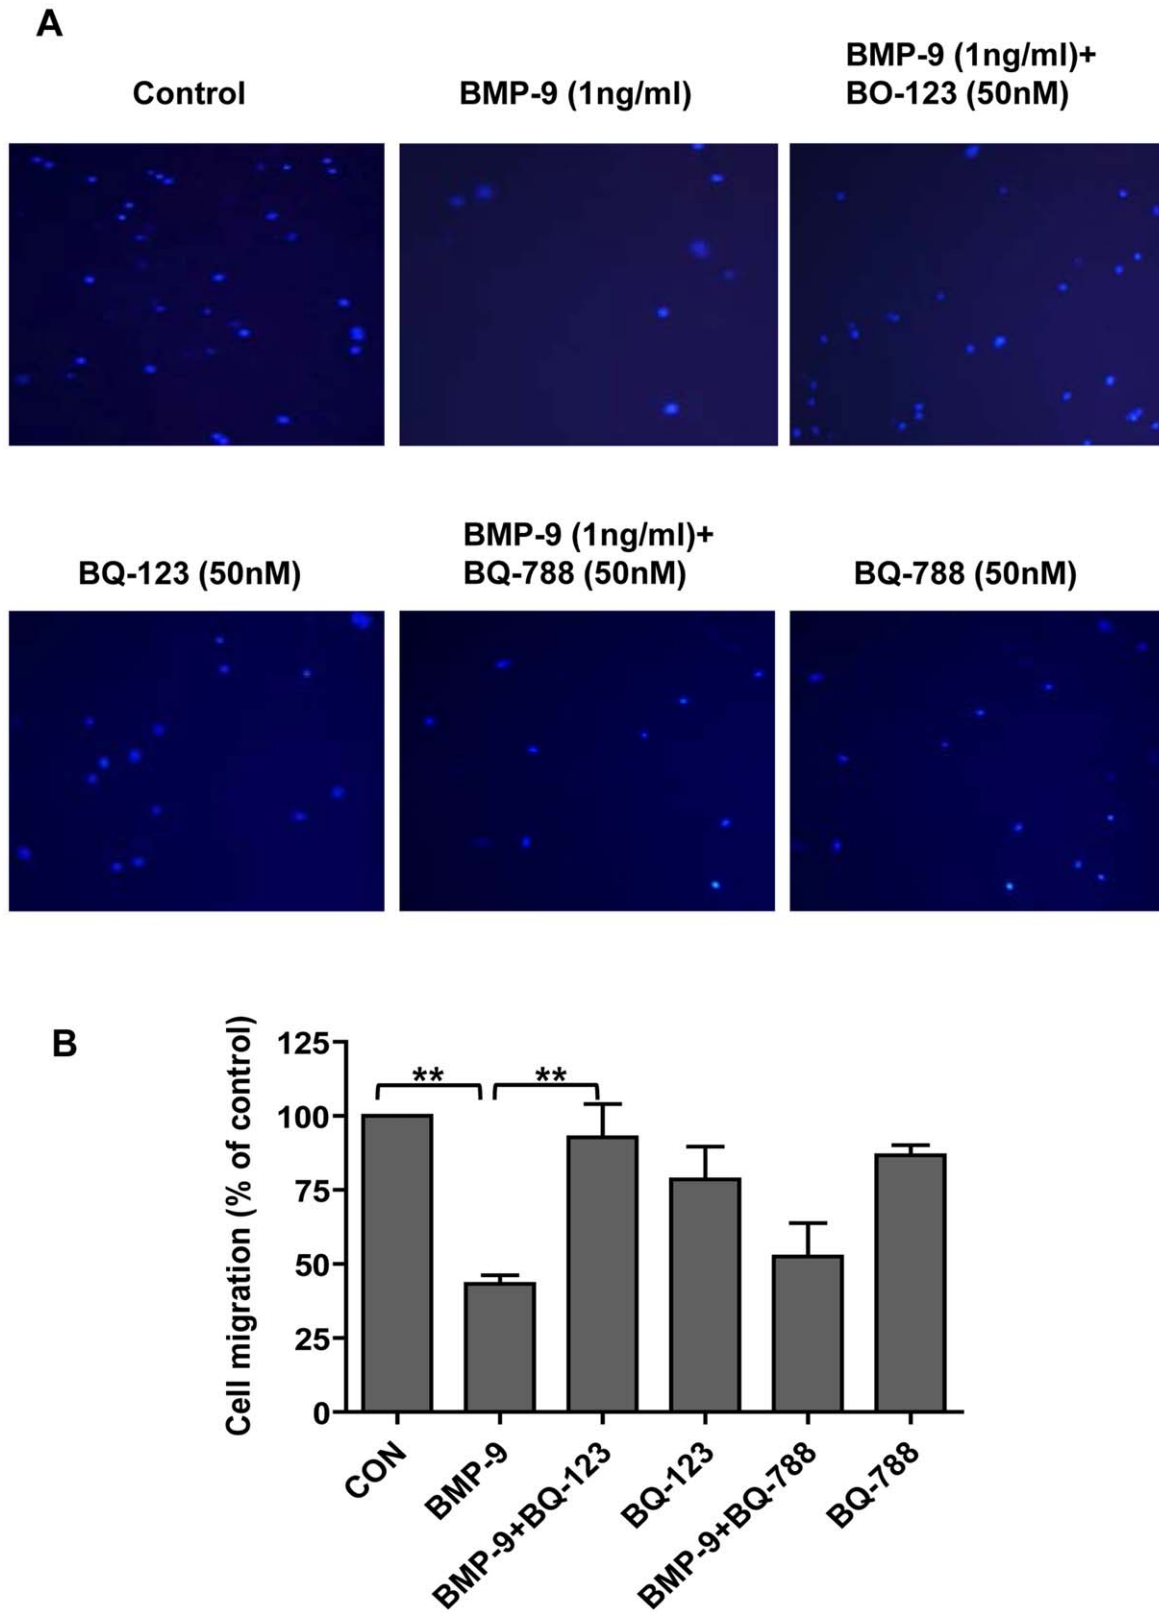 A
Control
BMP-9 (1ng/ml)
BMP-9 (1ng/ml)+
BO-123 (50nM)
BQ-123 (50nM)
BMP-9 (1ng/ml)+
BQ-788 (50nM)
BQ-788 (50nM)
B
Cell migration (% of control)
125
100
75
50
25
0
**
**
CON
BMP-9
BMP-9+BQ-123
BQ-123
BMP-9+BQ-788
BQ-788